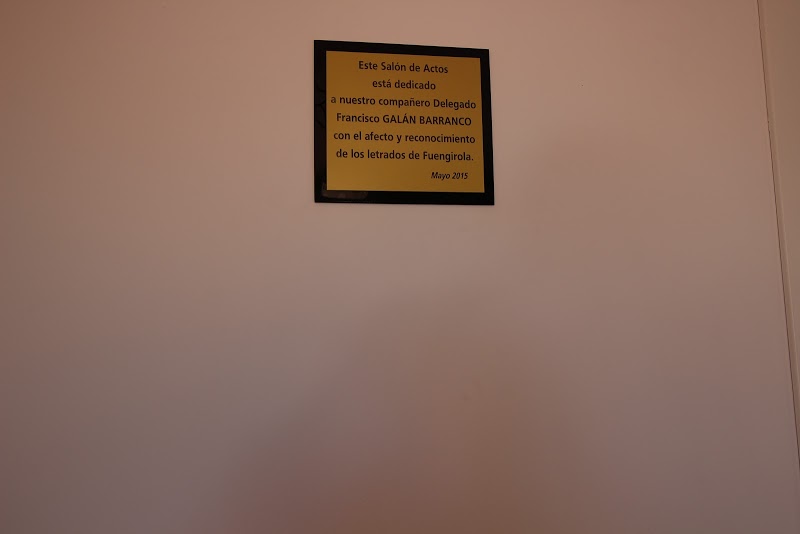 Este Salón de Actos
está dedicado
a nuestro compañero Delegado
Francisco GALÁN BARRANCO
con el afecto y reconocimiento
de los letrados de Fuengirola.
Mayo 2015